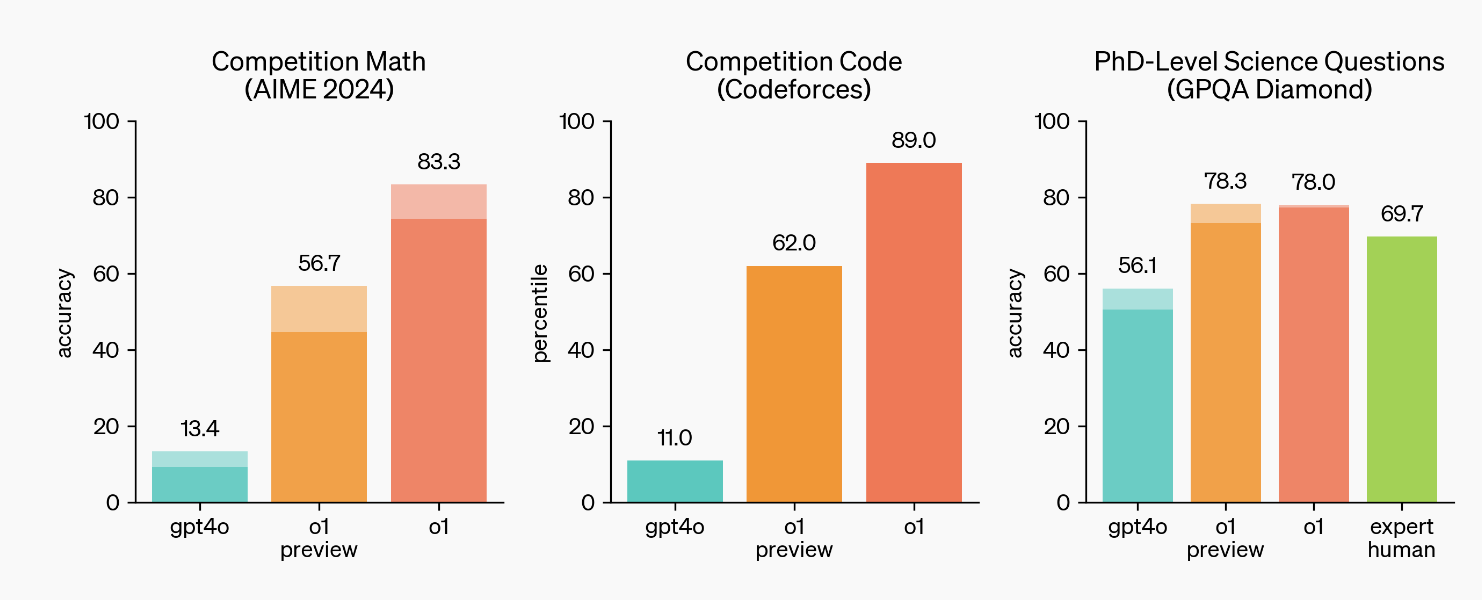 Competition Math
(AIME 2024)
accuracy
100
80
60
40
20
0
13.4
56.7
83.3
gpt4o
o1
preview
o1
Competition Code
(Codeforces)
percentile
100
80
60
40
20
0
11.0
62.0
89.0
gpt4o
o1
preview
o1
PhD-Level Science Questions
(GPQA Diamond)
accuracy
100
80
60
40
20
0
56.1
78.3
78.0
69.7
gpt4o
o1
preview
o1
expert
human